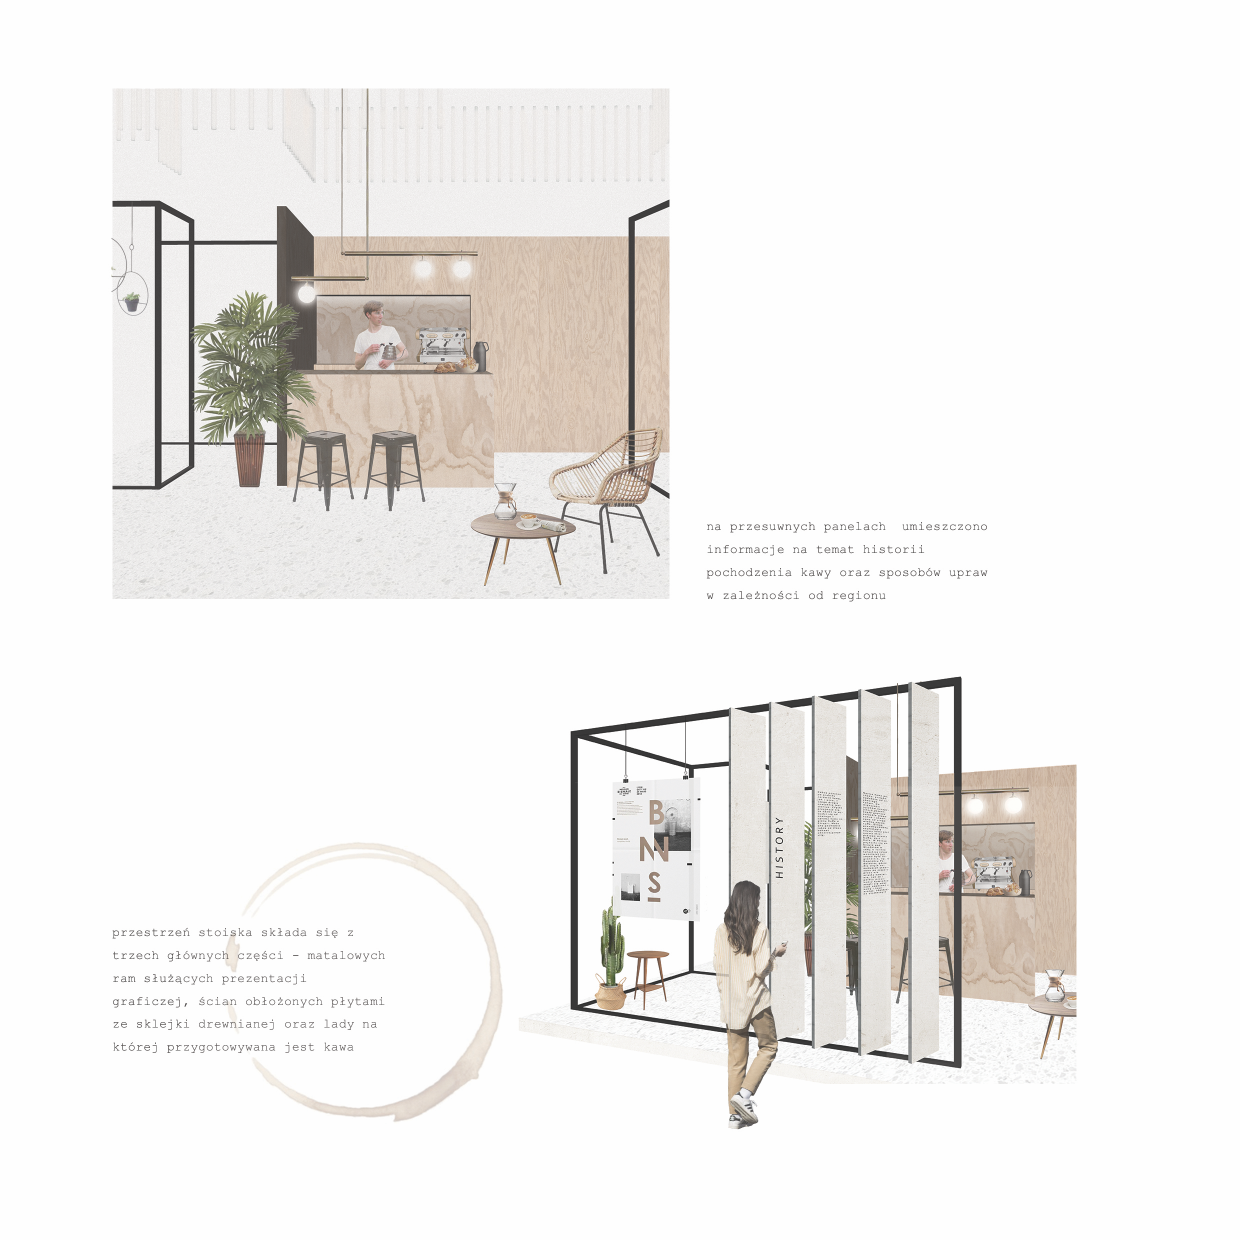 na przesuwnych panelach  umieszczono
informacje na temat historii
pochodzenia kawy oraz sposobów upraw
w zależności od regionu
B
N
S
HISTORY
przestrzeń stoiska składa się z
trzech głównych części - matalowych
ram służących prezentacji
graficzej, ścian obłożonych płytami
ze sklejki drewnianej oraz lady na
której przygotowywana jest kawa